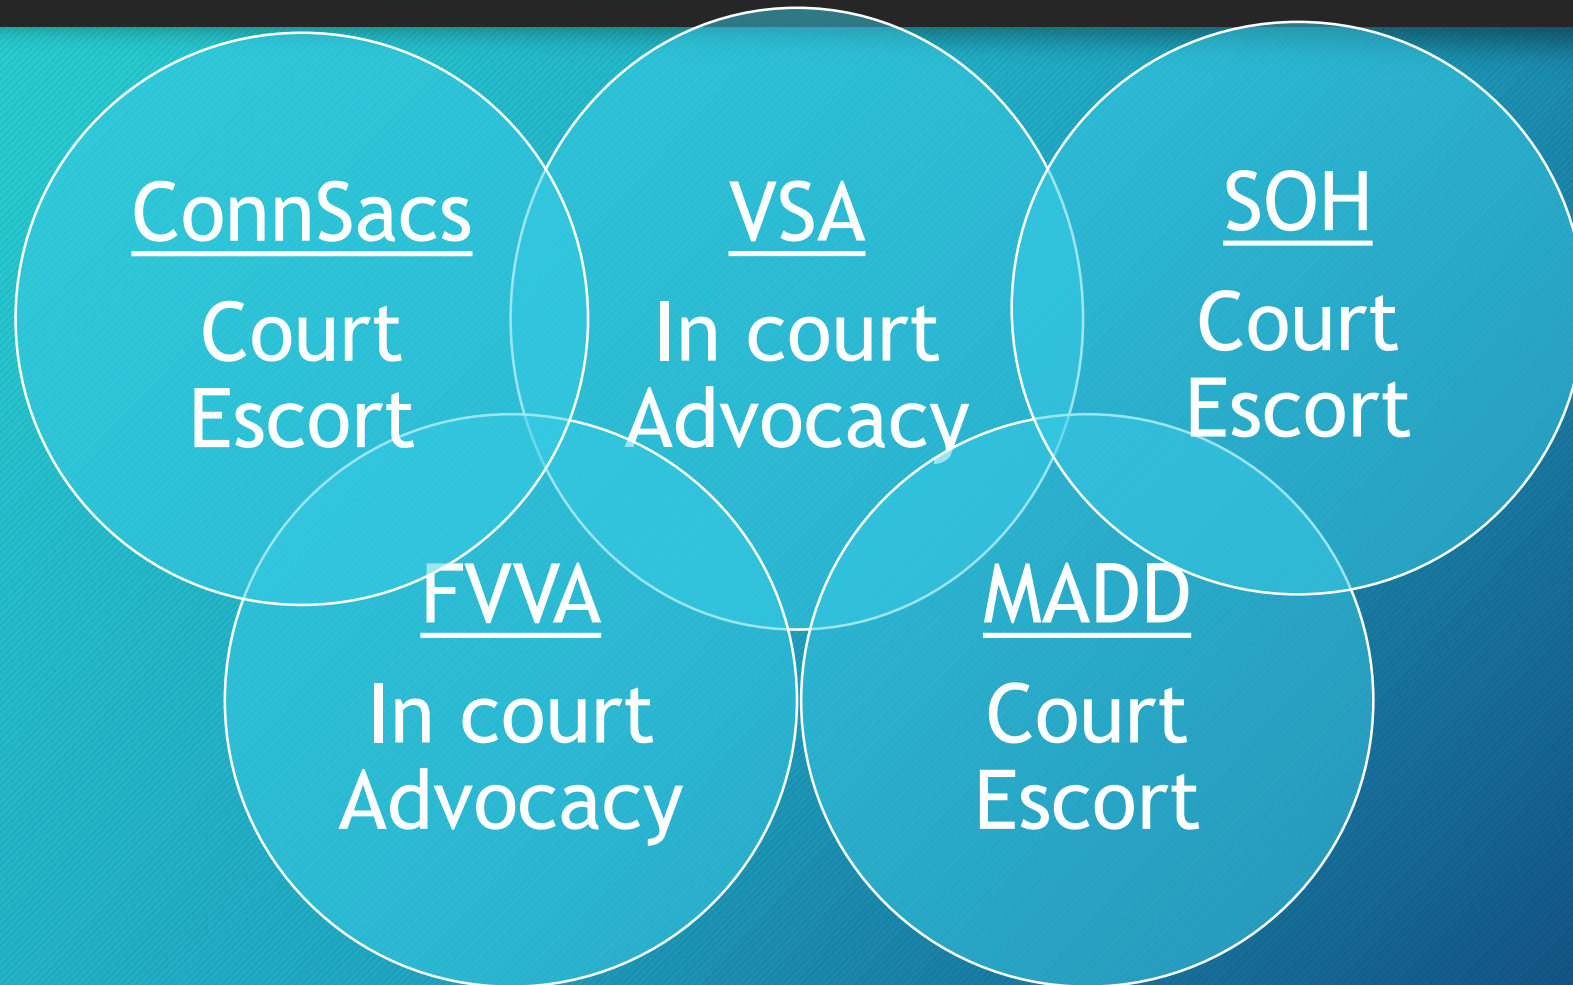 ConnSacs
Court
Escort
VSA
In court
Advocacy
SOH
Court
Escort
FVVA
In court
Advocacy
MADD
Court
Escort